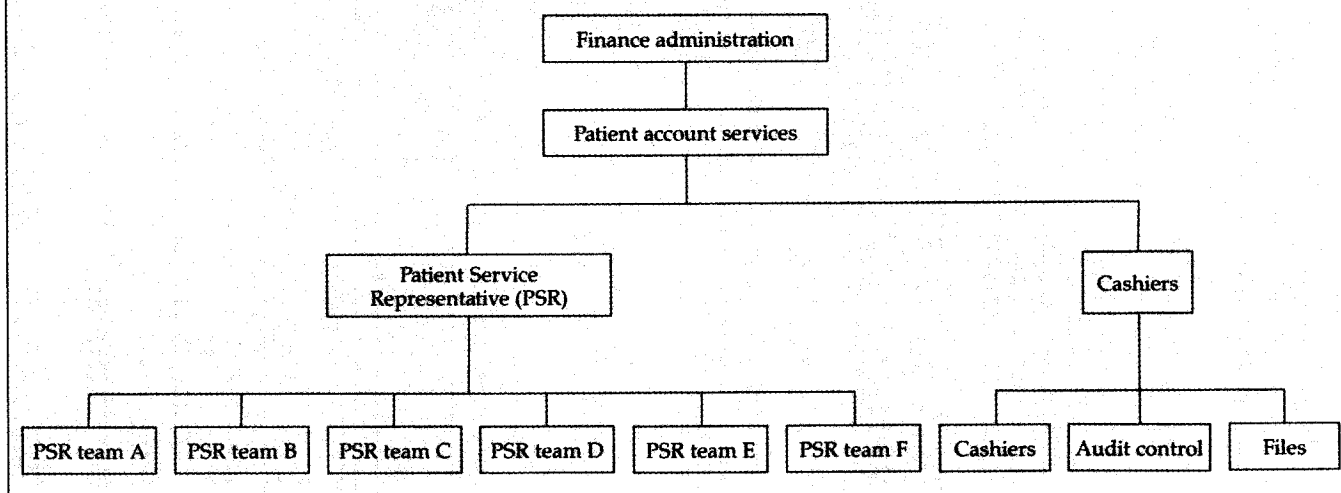 Finance administration
Patient account services
Patient Service
Representative (PSR)
Cashiers
PSR team A
PSR team B
PSR team C
PSR team D
PSR team E
PSR team F
Cashiers
Audit control
Files